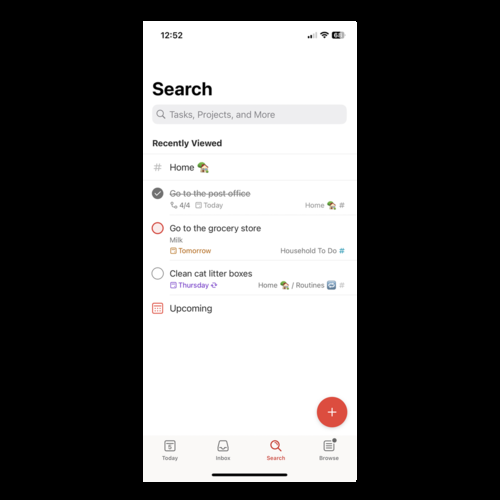 12:52
Search
Tasks, Projects, and More
Recently Viewed
# Home
Go to the post office
4/4 Today Home #
Go to the grocery store
Milk
Tomorrow Household To Do #
Clean cat litter boxes
Thursday Home / Routines #
Upcoming
Today Inbox Search Browse